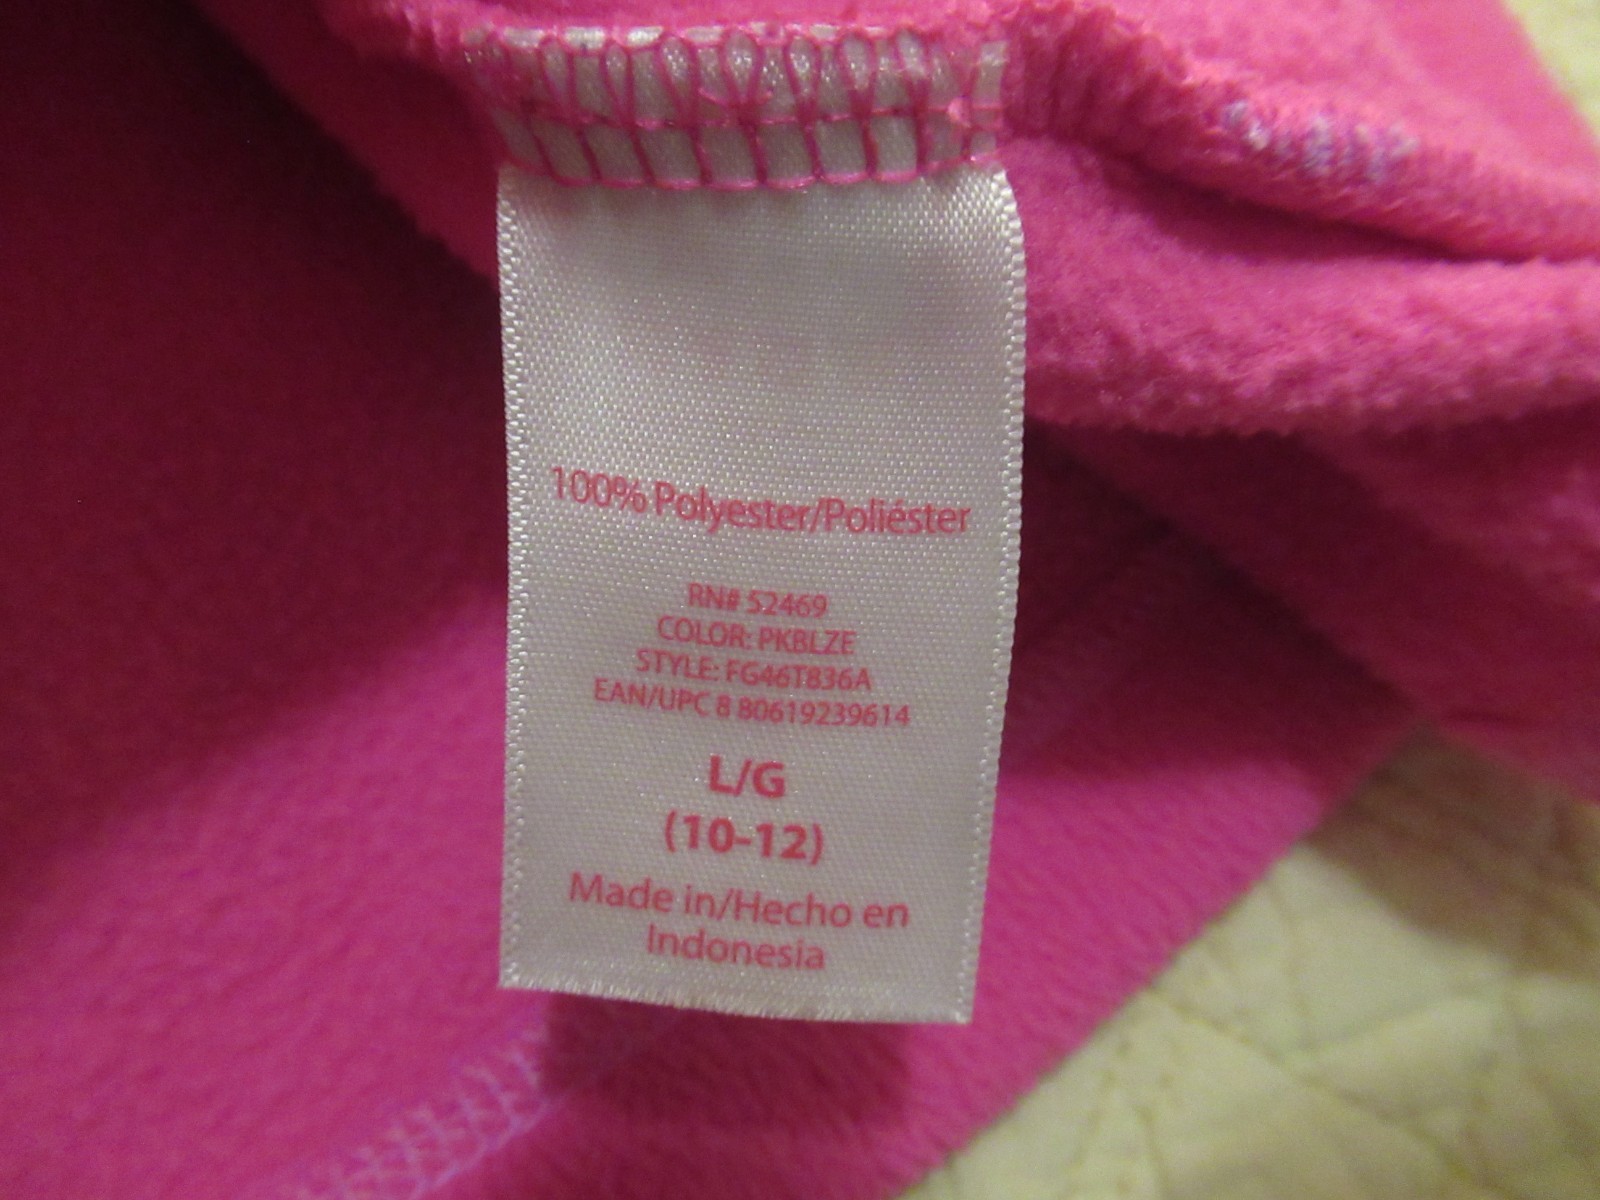 100% Polyester/Poliéster
RN# 52469
COLOR: PKBLZE
STYLE: FG46T836A
EAN/UPC 8 80619239614
L/G
(10-12)
Made in/Hecho en
Indonesia